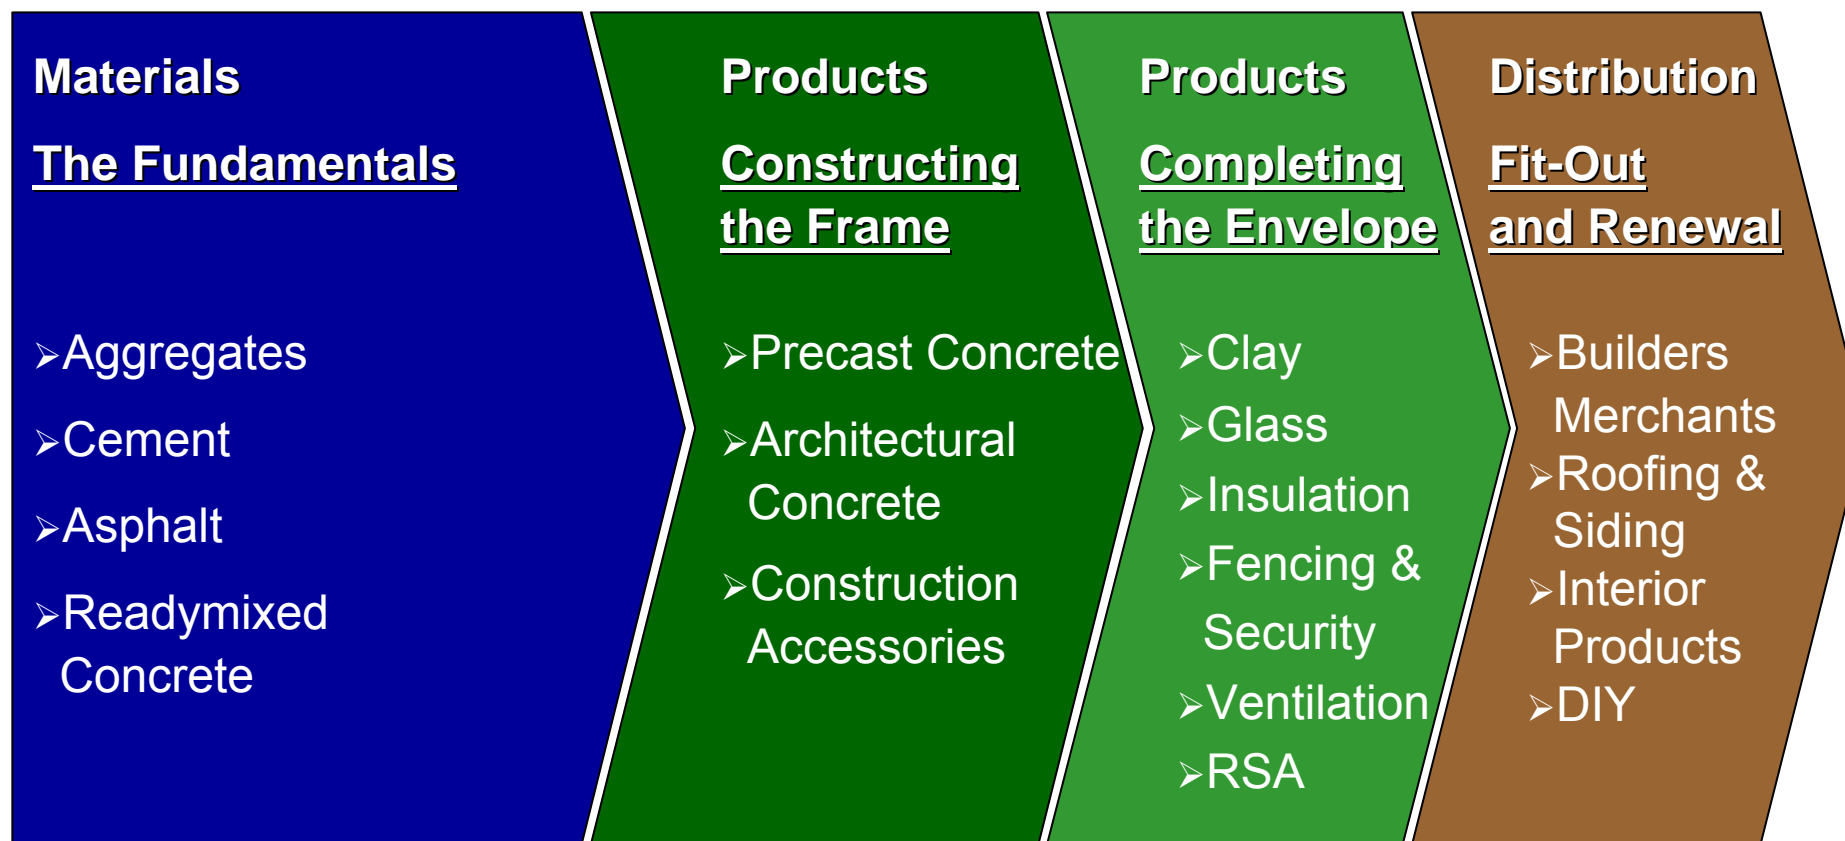 Materials
The Fundamentals
➢Aggregates
➢Cement
➢Asphalt
➢Readymixed
Concrete
Products
Constructing
the Frame
➢Precast Concrete
➢Architectural
Concrete
➢Construction
Accessories
Products
Completing
the Envelope
➢Clay
➢Glass
➢Insulation
➢Fencing &
Security
➢Ventilation
➢RSA
Distribution
Fit-Out
and Renewal
➢Builders
Merchants
➢Roofing &
Siding
➢Interior
Products
➢DIY